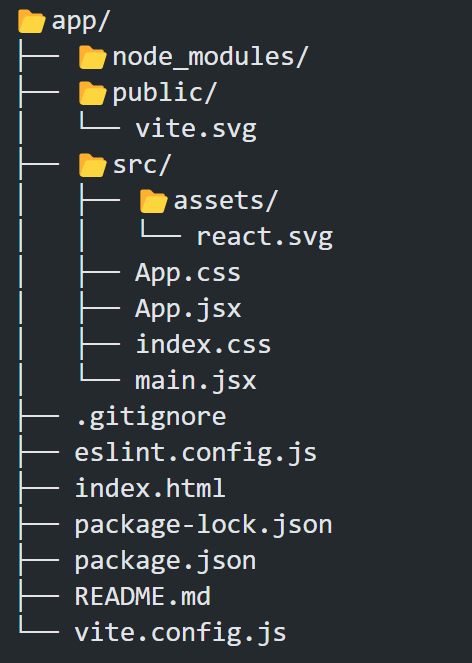 app/
node_modules/
public/
vite.svg
src/
assets/
react.svg
App.css
App.jsx
index.css
main.jsx
.gitignore
eslint.config.js
index.html
package-lock.json
package.json
README.md
vite.config.js